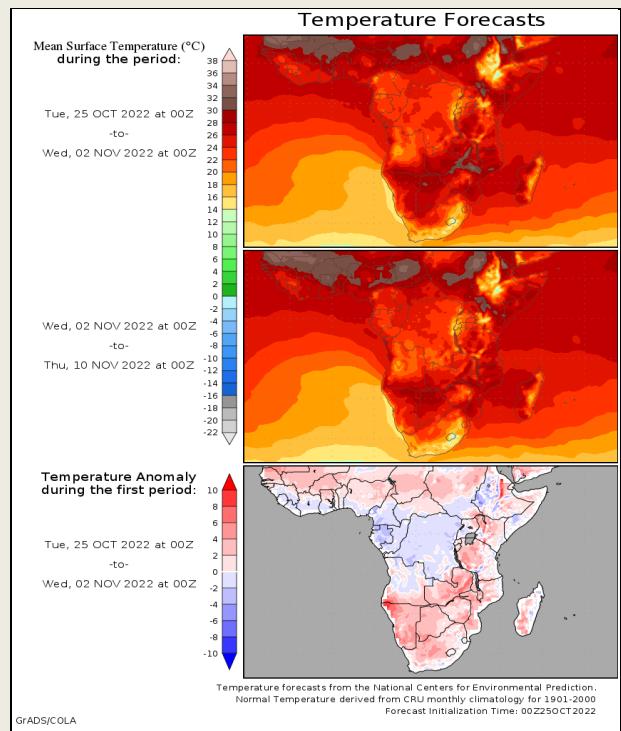 Temperature Forecasts
Mean Surface Temperature (°C)
during the period:
Tue, 25 OCT 2022 at 00Z
-to-
Wed, 02 NOV 2022 at 00Z
38
36
34
32
30
28
26
24
22
20
18
16
14
12
10
8
6
4
2
0
-2
-4
-6
-8
-10
-12
-14
-16
-18
-20
-22
Wed, 02 NOV 2022 at 00Z
-to-
Thu, 10 NOV 2022 at 00Z
Temperature Anomaly
during the first period:
Tue, 25 OCT 2022 at 00Z
-to-
Wed, 02 NOV 2022 at 00Z
10
8
6
4
2
0
-2
-4
-6
-8
-10
Temperature forecasts from the National Centers for Environmental Prediction.
Normal Temperature derived from CRU monthly climatology for 1901-2000
Forecast Initialization Time: 00Z25OCT2022
GrADS/COLA